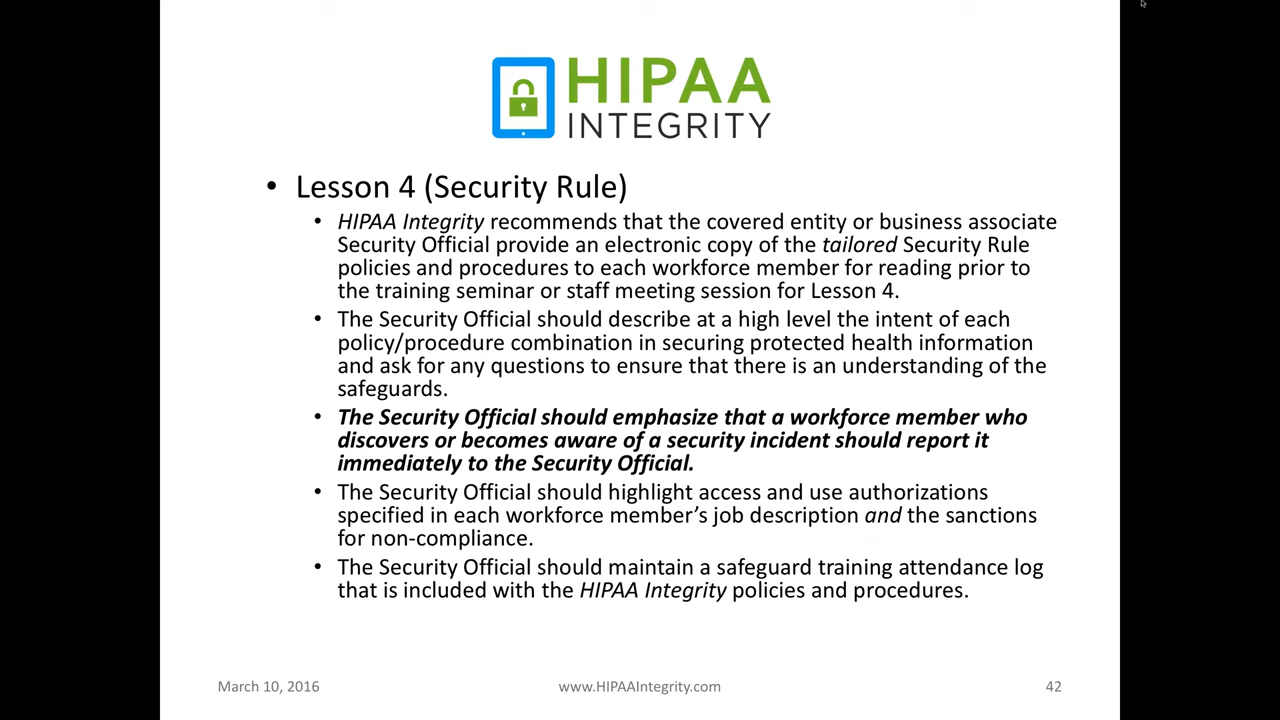 HIPAA
INTEGRITY
• Lesson 4 (Security Rule)
• HIPAA Integrity recommends that the covered entity or business associate
Security Official provide an electronic copy of the tailored Security Rule
policies and procedures to each workforce member for reading prior to
the training seminar or staff meeting session for Lesson 4.
• The Security Official should describe at a high level the intent of each
policy/procedure combination in securing protected health information
and ask for any questions to ensure that there is an understanding of the
safeguards.
• The Security Official should emphasize that a workforce member who
discovers or becomes aware of a security incident should report it
immediately to the Security Official.
• The Security Official should highlight access and use authorizations
specified in each workforce member’s job description and the sanctions
for non-compliance.
• The Security Official should maintain a safeguard training attendance log
that is included with the HIPAA Integrity policies and procedures.
March 10, 2016
www.HIPAAIntegrity.com
42